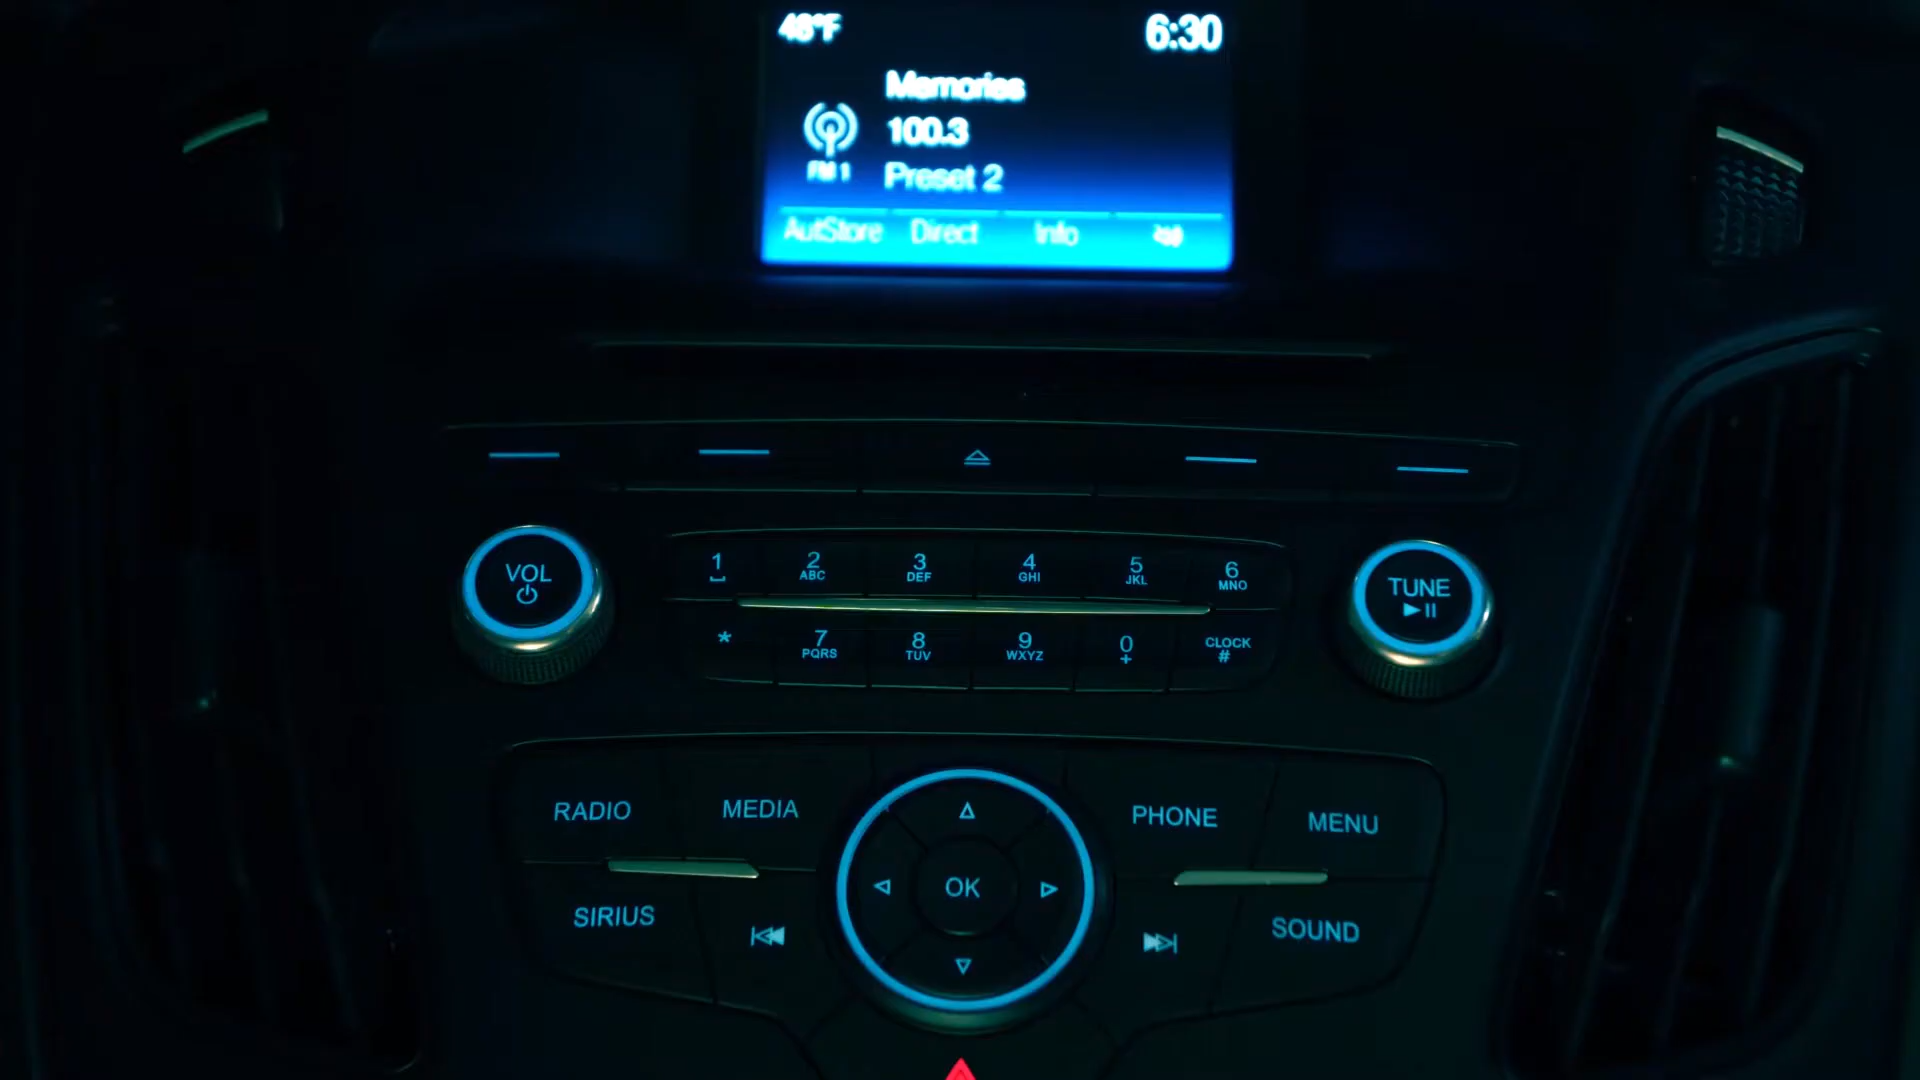 48°F 6:30
Memories
100.3
FM 1 Preset 2
AutStore Direct Info
1 2 ABC 3 DEF 4 GHI 5 JKL 6 MNO
VOL TUNE
* 7 PQRS 8 TUV 9 WXYZ 0 + CLOCK #
RADIO MEDIA PHONE MENU
OK
SIRIUS SOUND